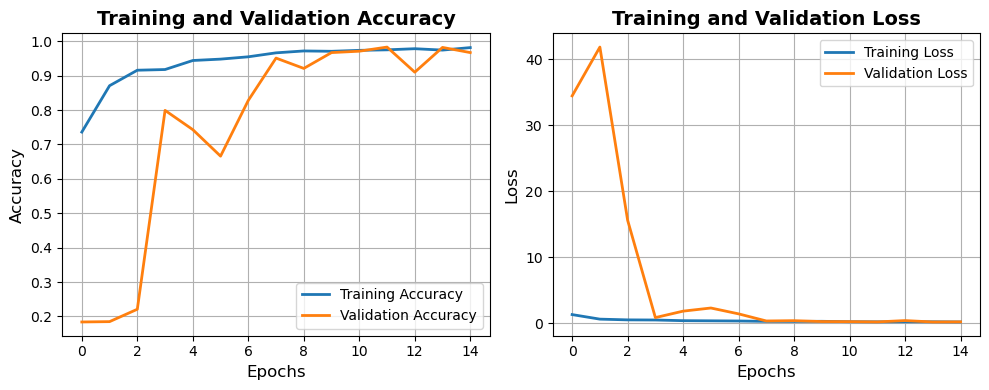 Training and Validation Accuracy
1.0
0.9
0.8
0.7
0.6
0.5
0.4
0.3
0.2
Accuracy
Training Accuracy
Validation Accuracy
0 2 4 6 8 10 12 14
Epochs
Training and Validation Loss
Training Loss
Validation Loss
40
30
20
10
0
Loss
0 2 4 6 8 10 12 14
Epochs